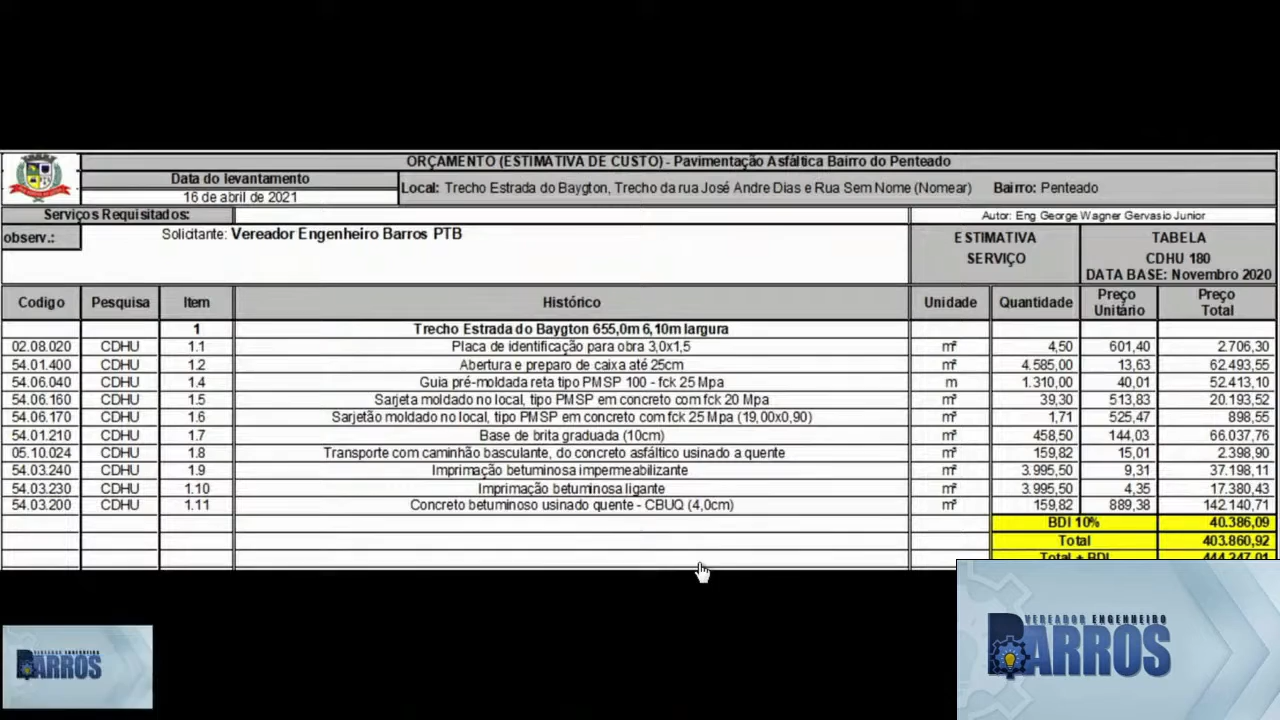 ORÇAMENTO (ESTIMATIVA DE CUSTO) - Pavimentação Asfáltica Bairro do Penteado
Data do levantamento
16 de abril de 2021
Local: Trecho Estrada do Baygton, Trecho da rua José Andre Dias e Rua Sem Nome (Nomear) Bairro: Penteado
Serviços Requisitados:
Autor: Eng George Wagner Gervasio Junior
observ.:
Solicitante: Vereador Engenheiro Barros PTB
ESTIMATIVA SERVIÇO
TABELA CDHU 180
DATA BASE: Novembro 2020
Codigo Pesquisa Item Histórico Unidade Quantidade Preço Unitário Preço Total
1 Trecho Estrada do Baygton 655,0m 6,10m largura
02.08.020 CDHU 1.1 Placa de identificação para obra 3,0x1,5 m² 4,50 601,40 2.706,30
54.01.400 CDHU 1.2 Abertura e preparo de caixa até 25cm m² 4.585,00 13,63 62.493,55
54.06.040 CDHU 1.4 Guia pré-moldada reta tipo PMSP 100 - fck 25 Mpa m 1.310,00 40,01 52.413,10
54.06.160 CDHU 1.5 Sarjeta moldado no local, tipo PMSP em concreto com fck 20 Mpa m³ 39,30 513,83 20.193,52
54.06.170 CDHU 1.6 Sarjetão moldado no local, tipo PMSP em concreto com fck 25 Mpa (19,00x0,90) m³ 1,71 525,47 898,55
54.01.210 CDHU 1.7 Base de brita graduada (10cm) m³ 458,50 144,03 66.037,76
05.10.024 CDHU 1.8 Transporte com caminhão basculante, do concreto asfáltico usinado a quente m³ 159,82 15,01 2.398,90
54.03.240 CDHU 1.9 Imprimação betuminosa impermeabilizante m² 3.995,50 9,31 37.198,11
54.03.230 CDHU 1.10 Imprimação betuminosa ligante m² 3.995,50 4,35 17.380,43
54.03.200 CDHU 1.11 Concreto betuminoso usinado quente - CBUQ (4,0cm) m³ 159,82 889,38 142.140,71
BDI 10% 40.386,09
Total 403.860,92
Total + BDI 444.247,01
VEREADOR ENGENHEIRO
BARROS
VEREADOR ENGENHEIRO
BARROS